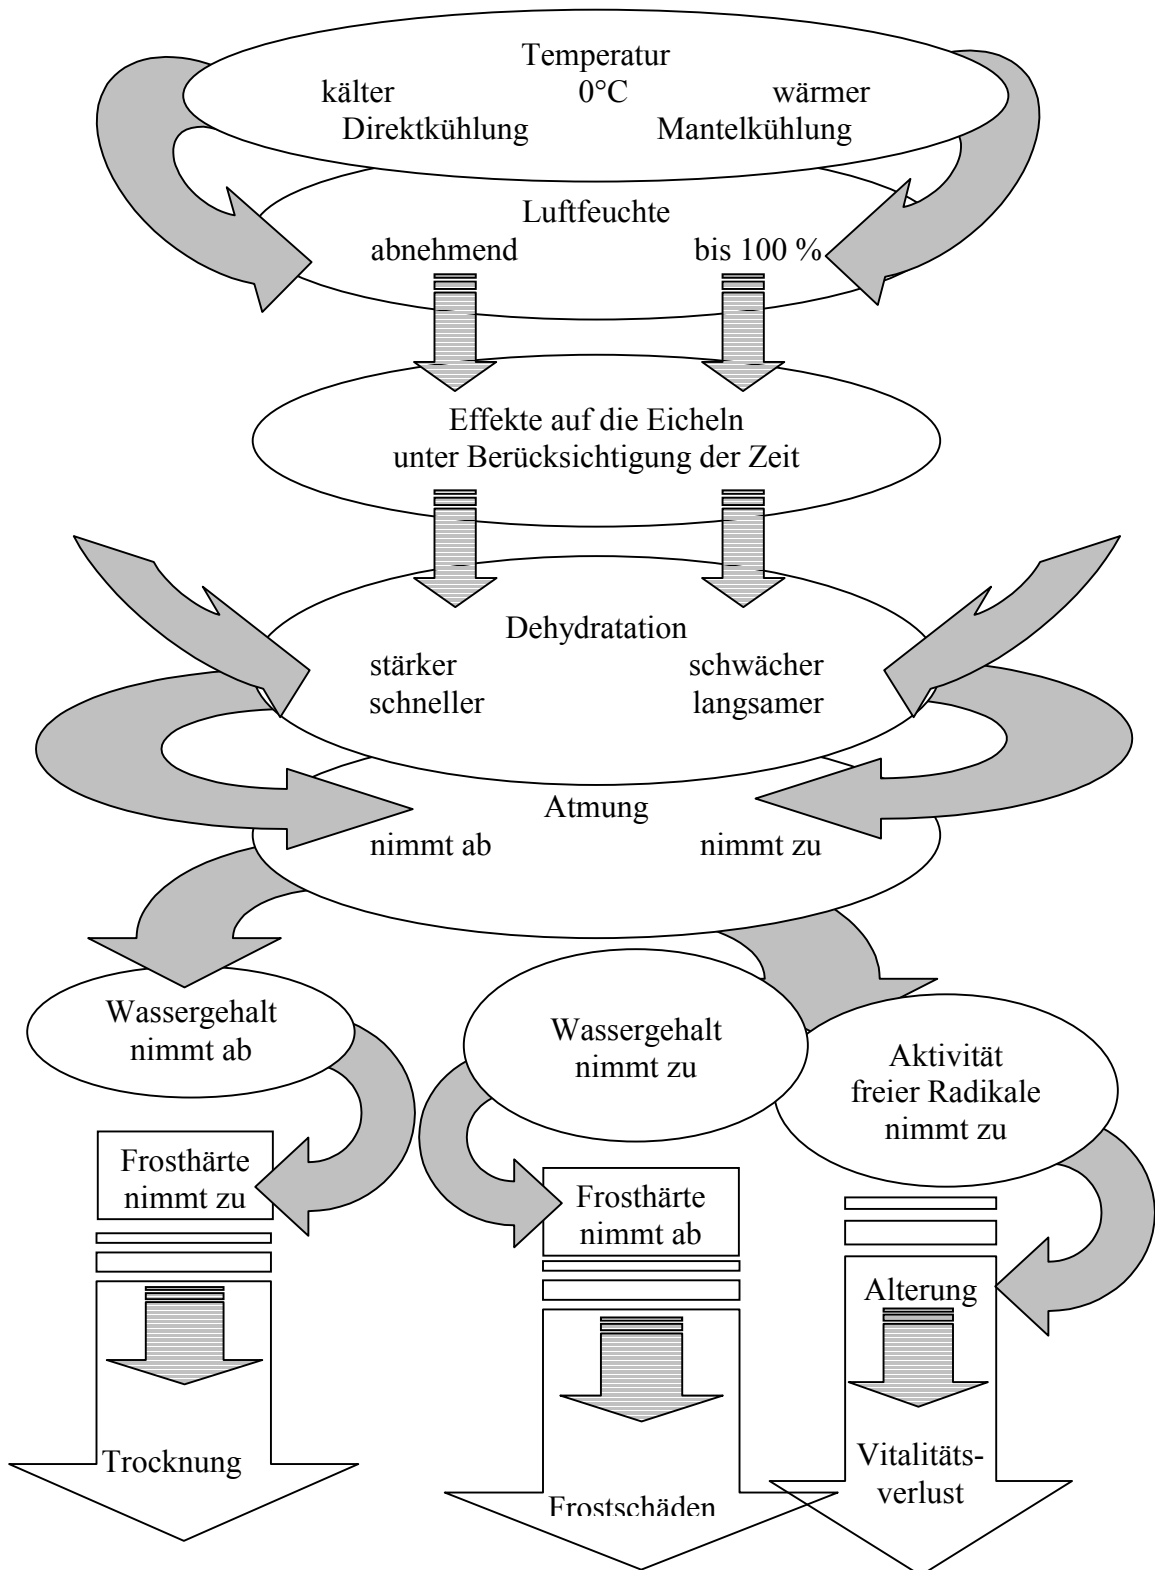 Temperatur
kälter 0°C wärmer
Direktkühlung Mantelkühlung
Luftfeuchte
abnehmend bis 100 %
Effekte auf die Eicheln
unter Berücksichtigung der Zeit
Dehydratation
stärker schwächer
schneller langsamer
Atmung
nimmt ab nimmt zu
Wassergehalt
nimmt ab
Wassergehalt
nimmt zu
Aktivität
freier Radikale
nimmt zu
Frosthärte
nimmt zu
Frosthärte
nimmt ab
Alterung
Trocknung
Frostschäden
Vitalitäts-
verlust